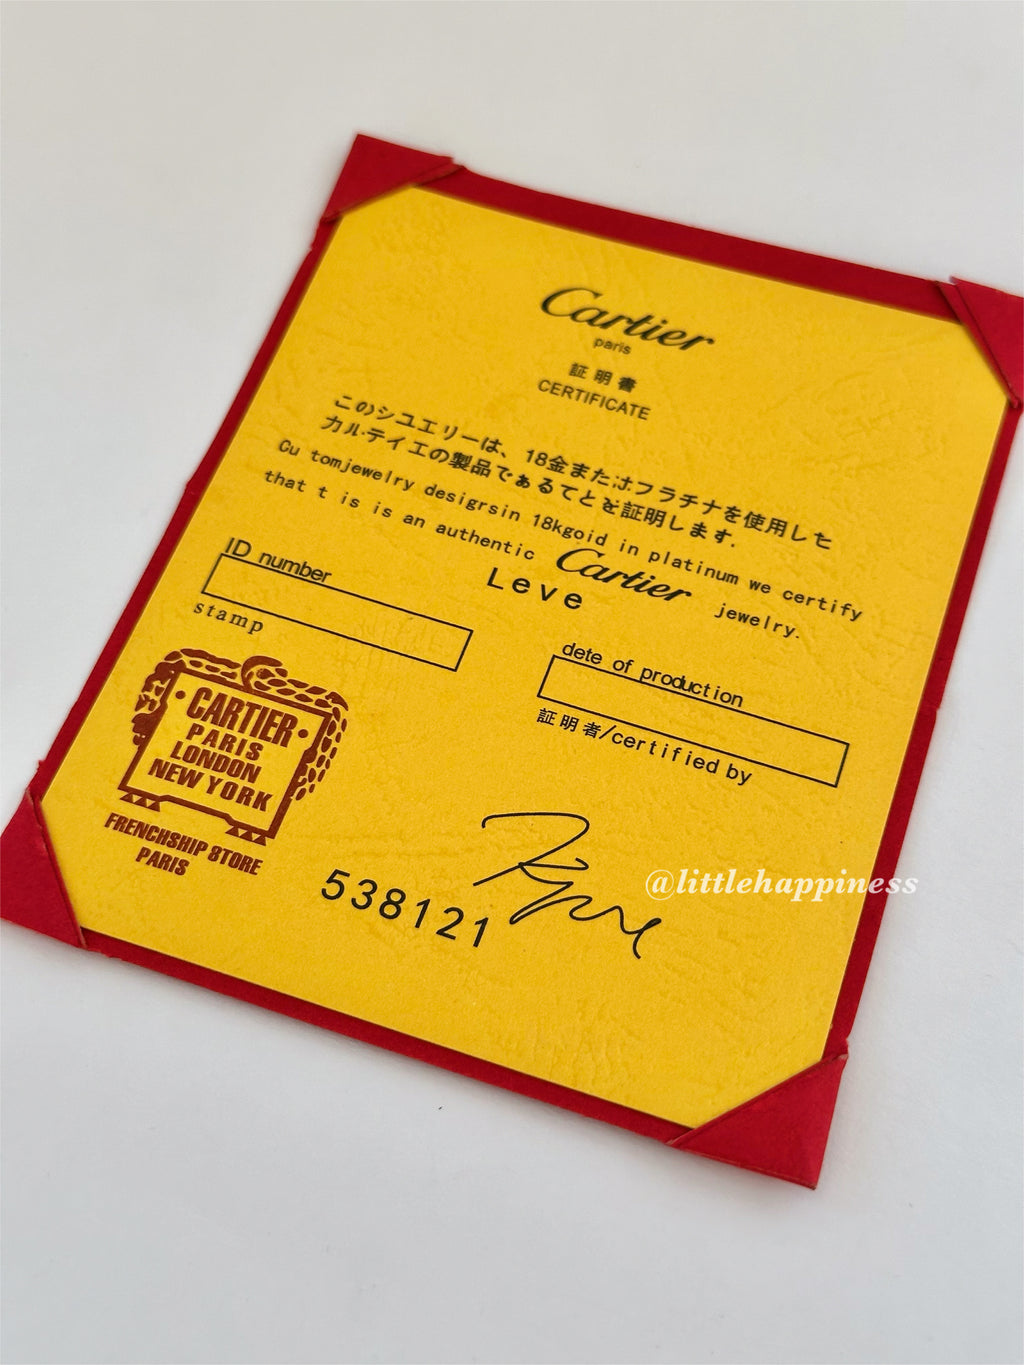 Cartier
paris
証明書
CERTIFICATE
このシユエリーは、18金またはプラチナを使用した
カルテイエの製品であるてとを証明します.
Cu tomjewelry desigrsin 18kgoid in platinum we certify
that t is is an authentic Cartier jewelry.
Leve
ID number
stamp
dete of production
証明者/certified by
CARTIER
PARIS
LONDON
NEW YORK
FRENCHSHIP STORE
PARIS
538121
@littlehappiness